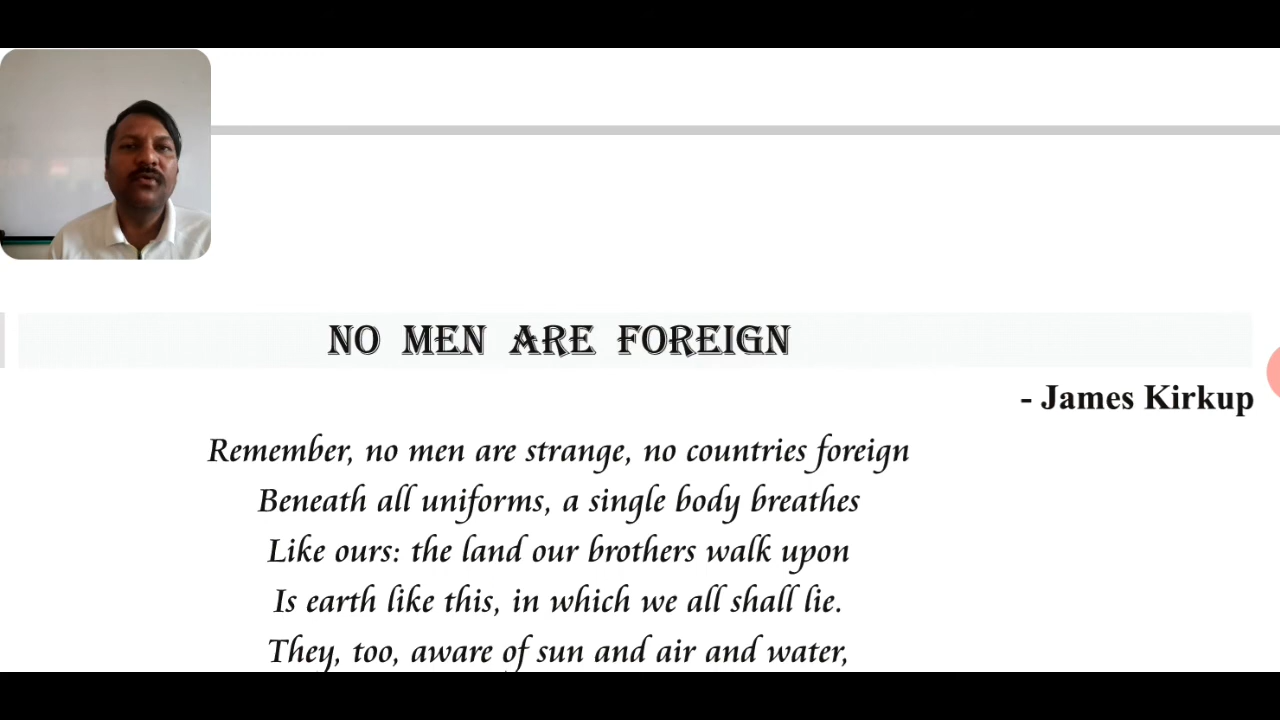 NO MEN ARE FOREIGN
- James Kirkup
Remember, no men are strange, no countries foreign
Beneath all uniforms, a single body breathes
Like ours: the land our brothers walk upon
Is earth like this, in which we all shall lie.
They, too, aware of sun and air and water,